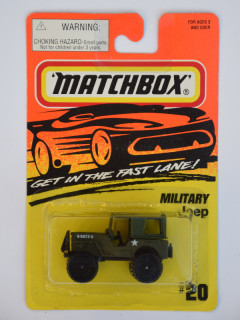 WARNING:
CHOKING HAZARD-Small parts.
Not for children under 3 years.
FOR AGES 3
AND OVER
MATCHBOX®
GET IN THE FAST LANE!
MILITARY
Jeep
#20